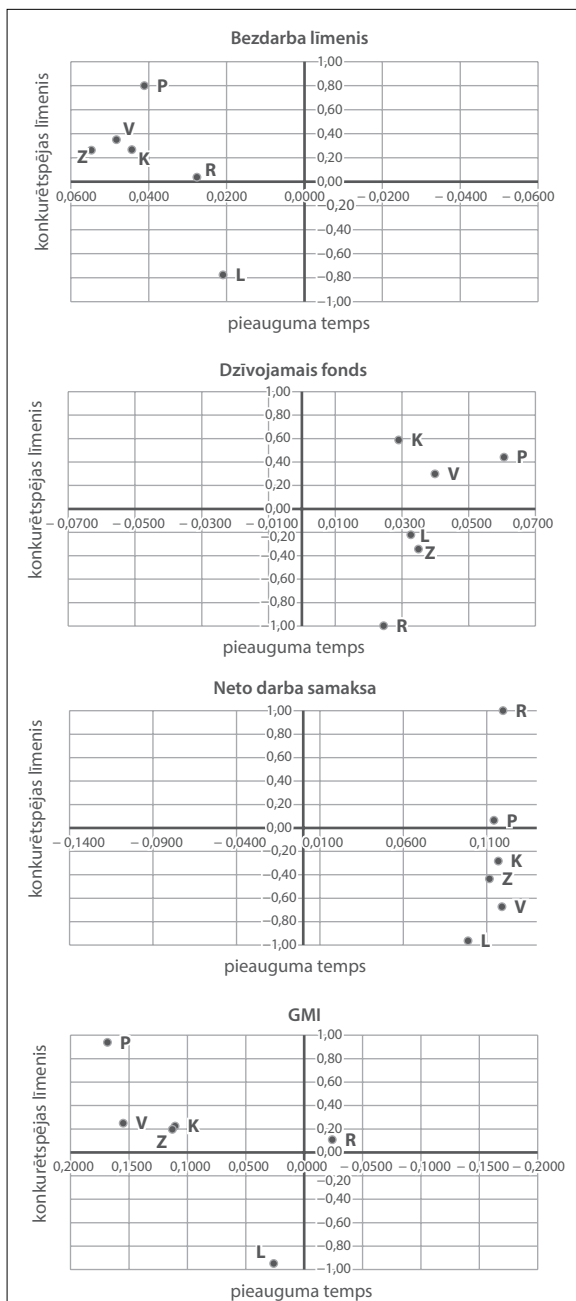 Bezdarba līmenis
konkurētspējas līmenis
1,00
0,80
P
0,60
0,40
V
0,20
Z
K
R
0,00
0,0600 0,0400 0,0200 0,0000 −0,0200 −0,0400 −0,0600
−0,20
−0,40
−0,60
−0,80
L
−1,00
pieauguma temps
Dzīvojamais fonds
konkurētspējas līmenis
1,00
0,80
0,60
K
P
0,40
V
0,20
0,00
−0,0700 −0,0500 −0,0300 −0,0100 0,0100 0,0300 0,0500 0,0700
−0,20
L
−0,40
Z
−0,60
−0,80
−1,00
R
pieauguma temps
Neto darba samaksa
konkurētspējas līmenis
1,00
R
0,80
0,60
0,40
0,20
P
0,00
−0,1400 −0,0900 −0,0400 0,0100 0,0600 0,1100
−0,20
K
−0,40
Z
−0,60
V
−0,80
−1,00
L
pieauguma temps
GMI
konkurētspējas līmenis
1,00
P
0,80
0,60
0,40
V
K
0,20
Z
R
0,00
0,2000 0,1500 0,1000 0,0500 0,0000 −0,0500 −0,1000 −0,1500 −0,2000
−0,20
−0,40
−0,60
−0,80
L
−1,00
pieauguma temps